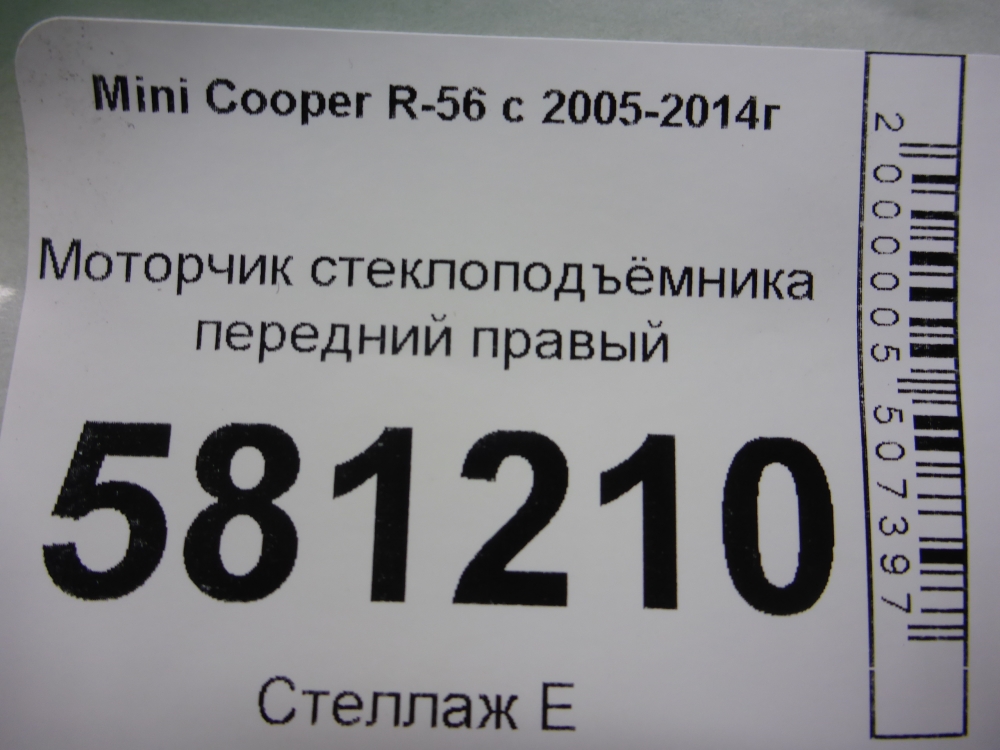 Mini Cooper R-56 с 2005-2014г
Моторчик стеклоподъёмника
передний правый
581210
Стеллаж Е
2000005507397